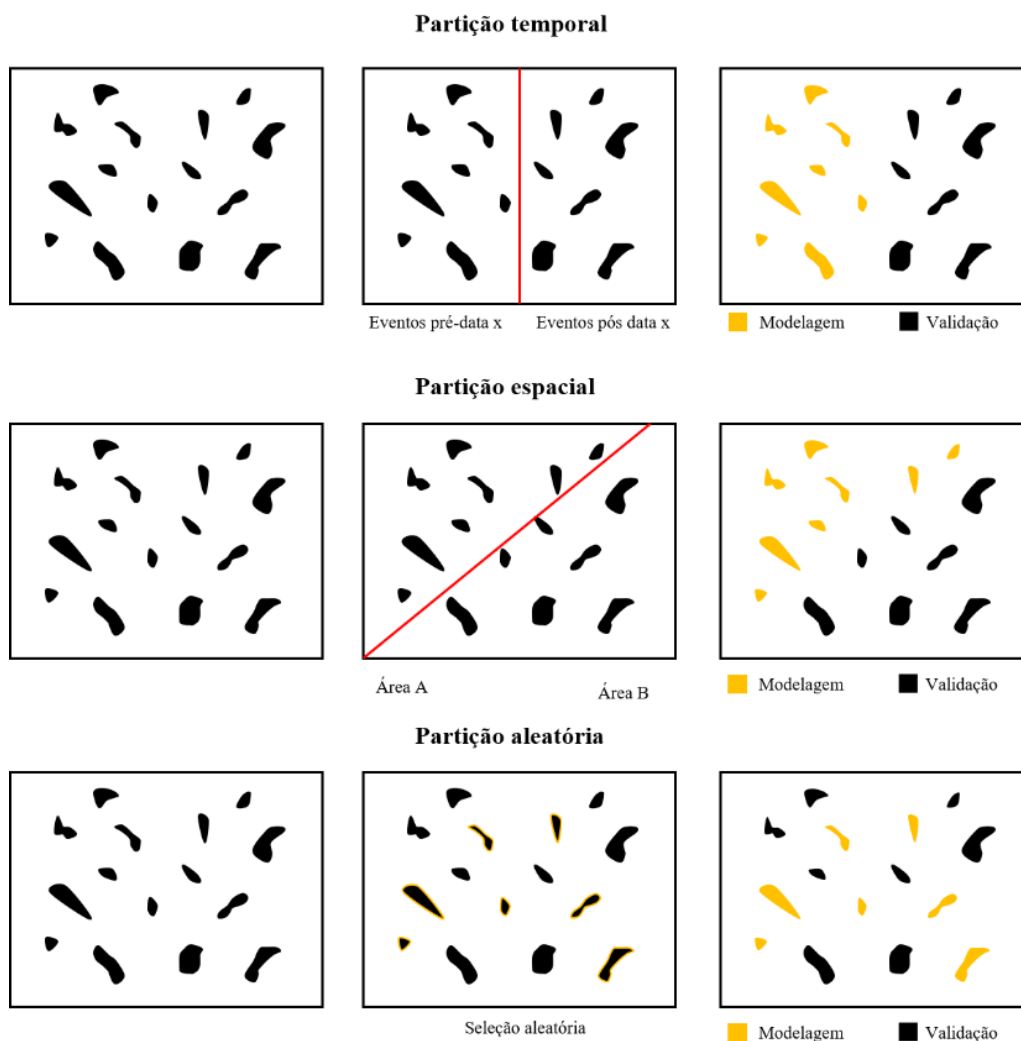 Partição temporal
Eventos pré-data x
Eventos pós data x
Modelagem
Validação
Partição espacial
Área A
Área B
Modelagem
Validação
Partição aleatória
Seleção aleatória
Modelagem
Validação